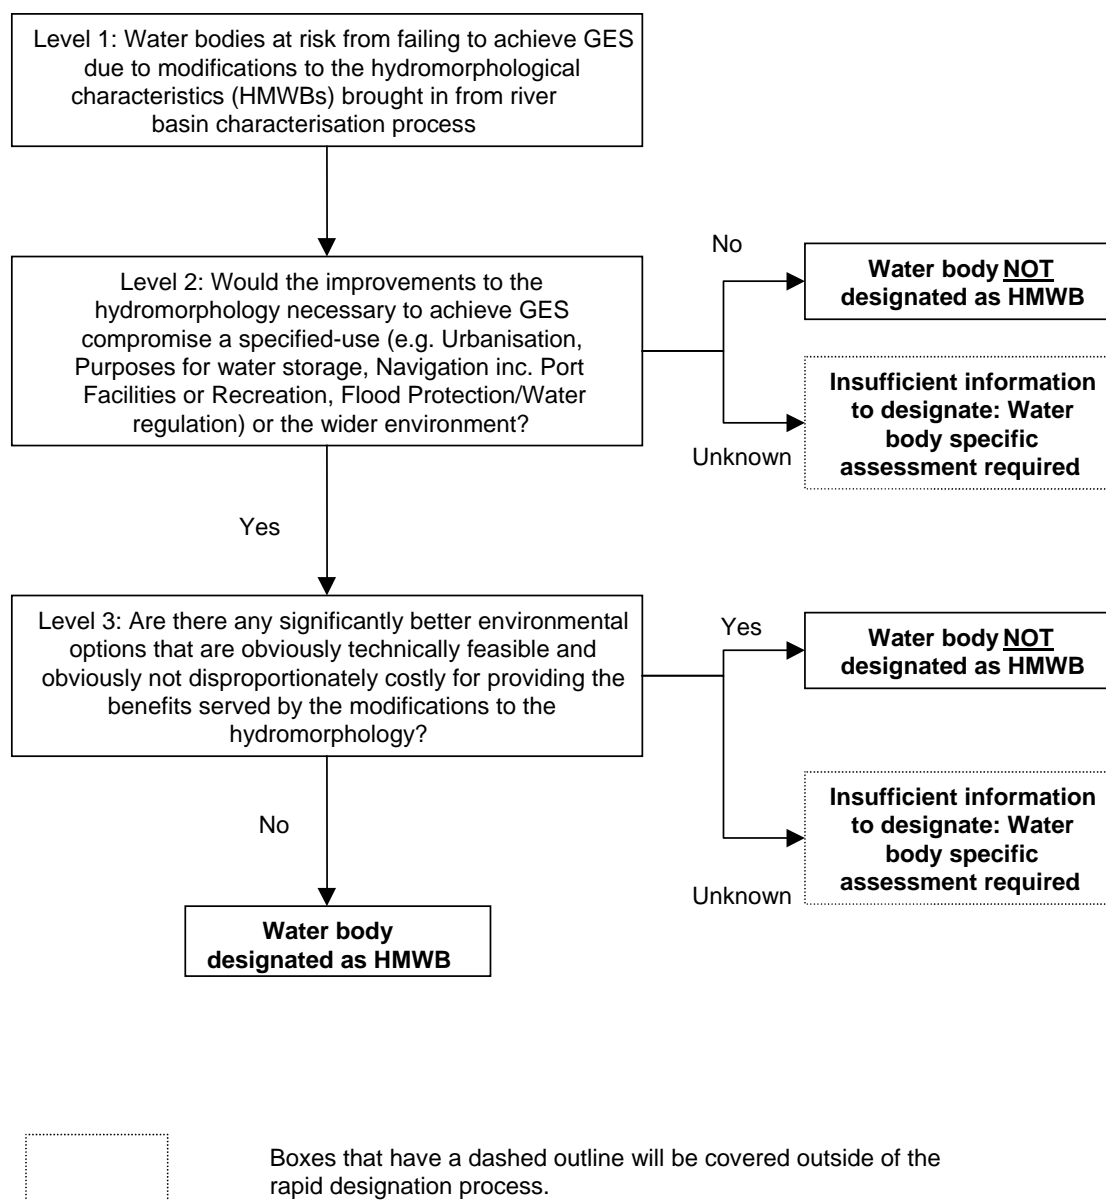 Level 1: Water bodies at risk from failing to achieve GES
due to modifications to the hydromorphological
characteristics (HMWBs) brought in from river
basin characterisation process
No
Water body NOT
designated as HMWB
Level 2: Would the improvements to the
hydromorphology necessary to achieve GES
compromise a specified-use (e.g. Urbanisation,
Purposes for water storage, Navigation inc. Port
Facilities or Recreation, Flood Protection/Water
regulation) or the wider environment?
Insufficient information
to designate: Water
body specific
assessment required
Unknown
Yes
Level 3: Are there any significantly better environmental
options that are obviously technically feasible and
obviously not disproportionately costly for providing the
benefits served by the modifications to the
hydromorphology?
Yes
Water body NOT
designated as HMWB
Insufficient information
to designate: Water
body specific
assessment required
Unknown
No
Water body
designated as HMWB
Boxes that have a dashed outline will be covered outside of the
rapid designation process.